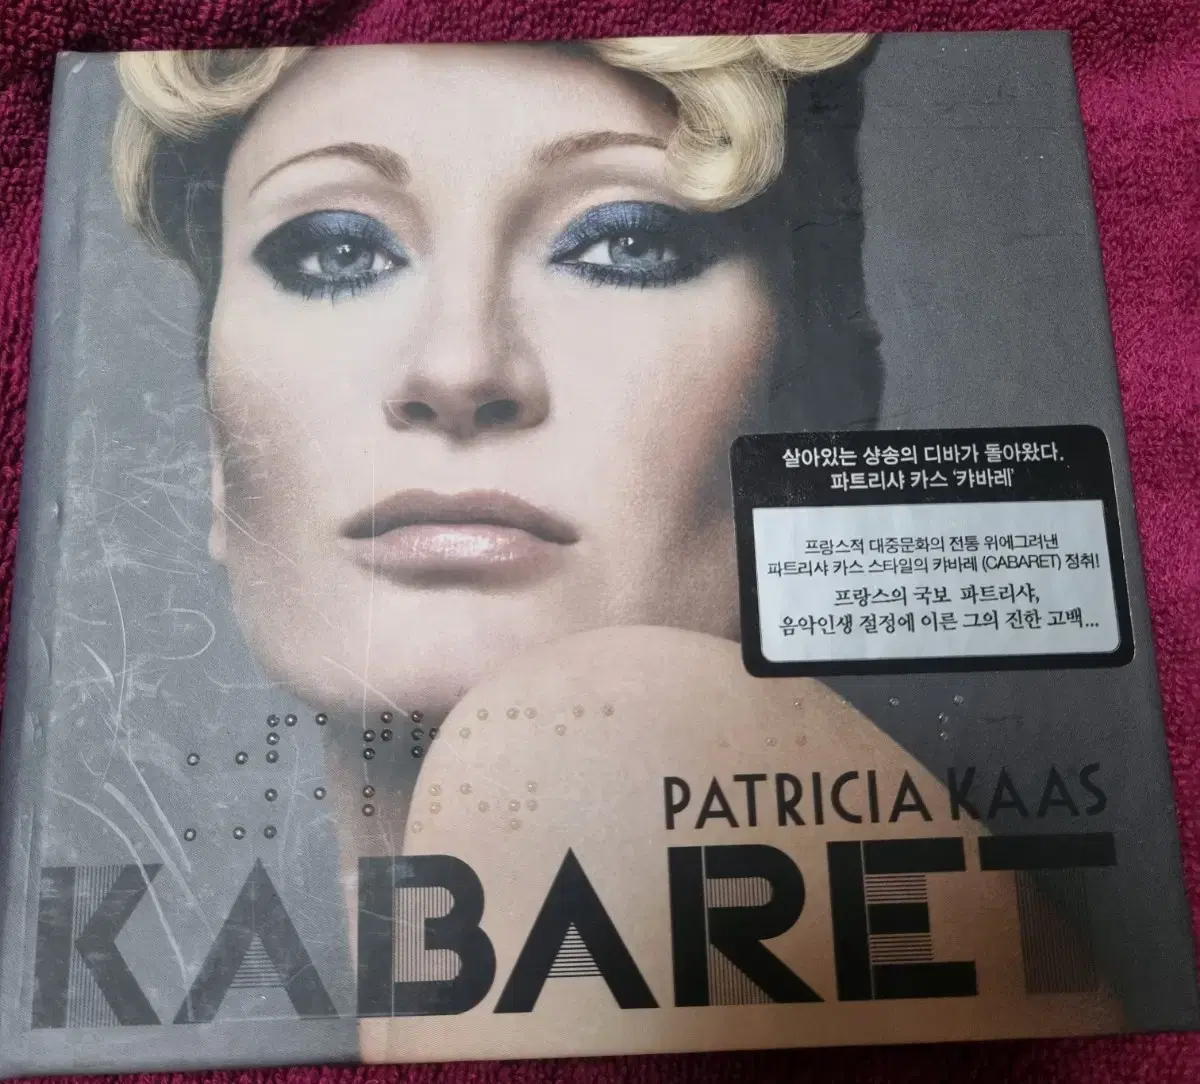 살아있는 샹송의 디바가 돌아왔다.
파트리샤 카스 '캬바레'
프랑스적 대중문화의 전통 위에그려낸
파트리샤 카스 스타일의 캬바레 (CABARET) 정취!
프랑스의 국보 파트리샤,
음악인생 절정에 이른 그의 진한 고백...
PATRICIA KAAS
KABARET